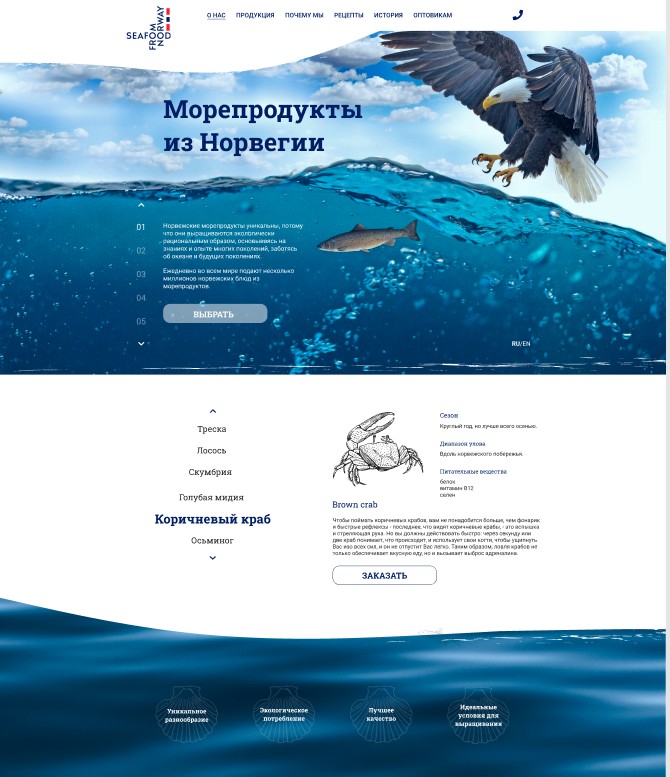 SEAFOOD
FROM
NORWAY
О НАС
ПРОДУКЦИЯ
ПОЧЕМУ МЫ
РЕЦЕПТЫ
ИСТОРИЯ
ОПТОВИКАМ
Морепродукты
из Норвегии
01
02
03
04
05
Норвежские морепродукты уникальны, потому
что они выращиваются экологически
рациональным образом, основываясь на
знаниях и опыте многих поколений, заботясь
об океане и будущих поколениях.
Ежедневно во всем мире подают несколько
миллионов норвежских блюд из
морепродуктов.
ВЫБРАТЬ
RU/EN
Треска
Лосось
Скумбрия
Голубая мидия
Коричневый краб
Осьминог
Сезон
Круглый год, но лучше всего осенью.
Диапазон улова
Вдоль норвежского побережья.
Питательные вещества
белок
витамин B12
селен
Brown crab
Чтобы поймать коричневых крабов, вам не понадобится больше, чем фонарик
и быстрые рефлексы - последнее, что видят коричневые крабы, - это вспышка
и стреляющая рука. Но вы должны действовать быстро: через секунду или
две краб понимает, что происходит, и использует свои когти, чтобы ущипнуть
Вас изо всех сил, и он не отпустит Вас легко. Таким образом, ловля крабов не
только обеспечивает вкусную еду, но и вызывает выброс адреналина.
ЗАКАЗАТЬ
Уникальное
разнообразие
Экологическое
потребление
Лучшее
качество
Идеальные
условия для
выращивания